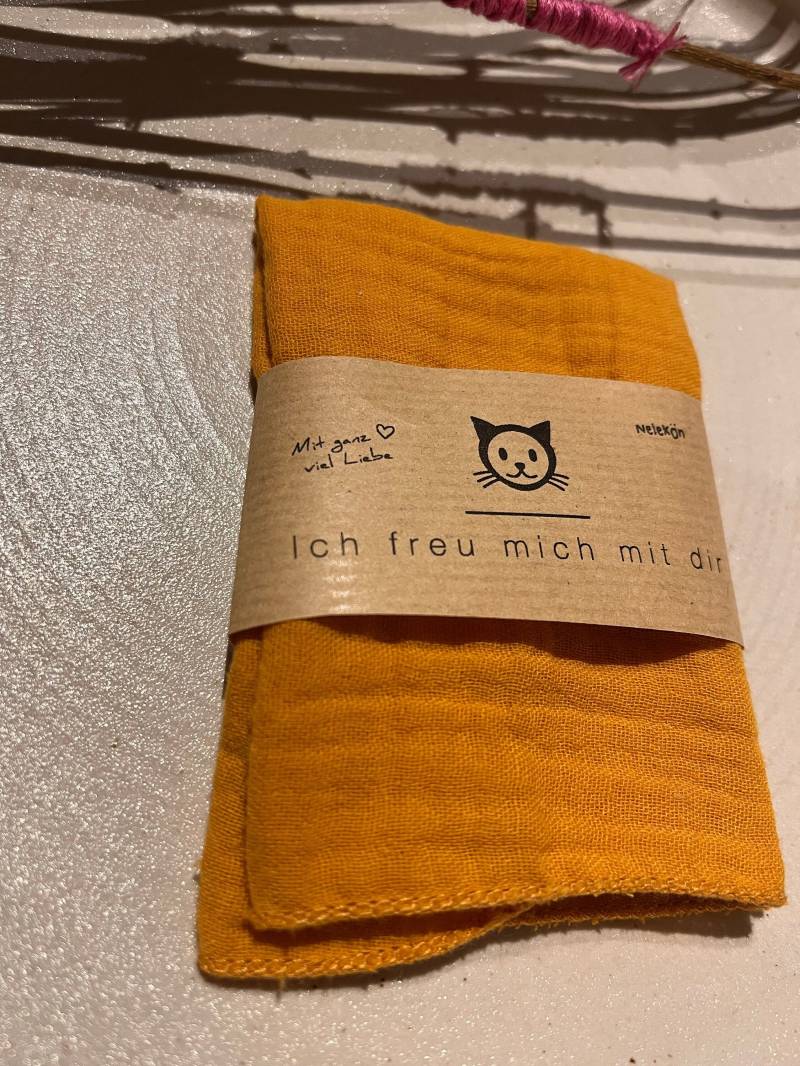 Mit ganz ♡
viel Liebe
Nelekön
Ich freu mich mit dir